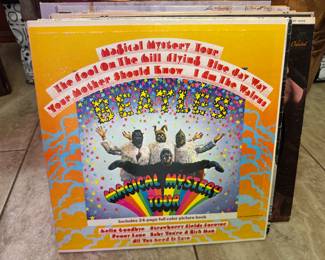 Magical Mystery Tour
The Fool On The Hill Flying Blue Jay Way
Your Mother Should Know I Am The Walrus
BEATLES
MAGICAL MYSTERY
TOUR
Includes 24-page full color picture book
Hello Goodbye Strawberry Fields Forever
Penny Lane Baby You're A Rich Man
All You Need Is Love